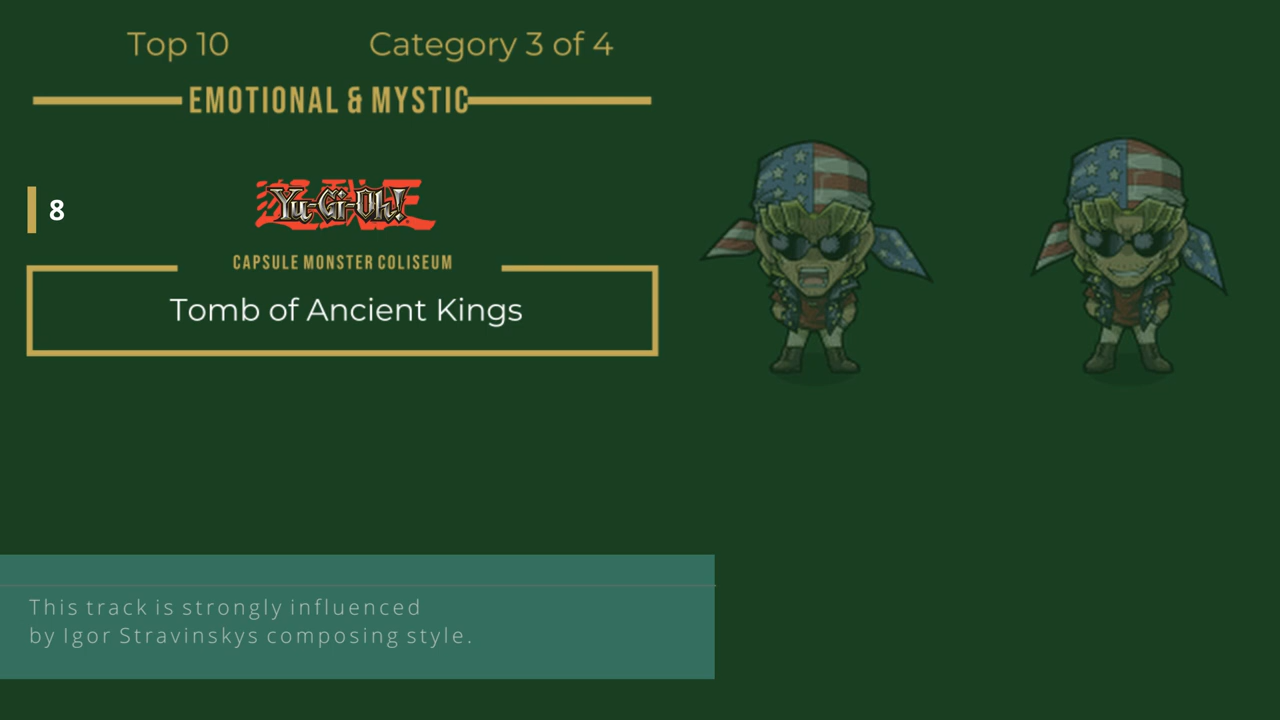 Top 10 Category 3 of 4
EMOTIONAL & MYSTIC
8
Yu-Gi-Oh!
CAPSULE MONSTER COLISEUM
Tomb of Ancient Kings
This track is strongly influenced
by Igor Stravinskys composing style.